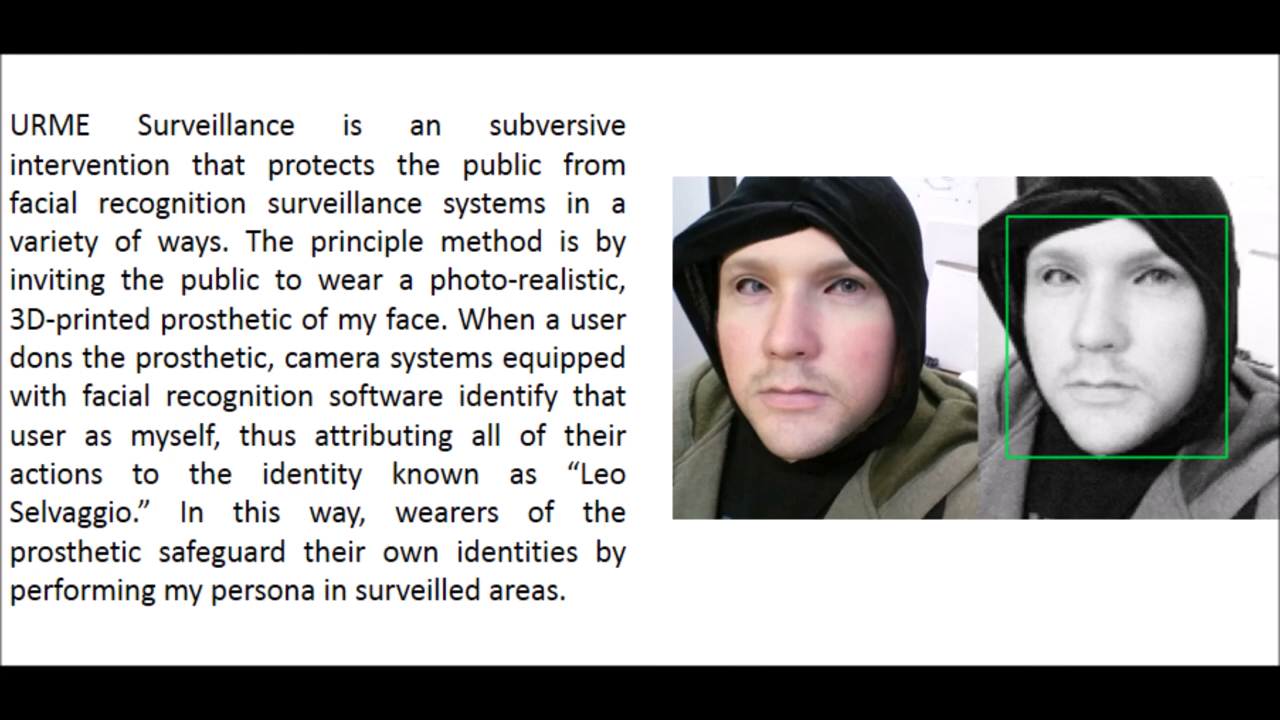 URME Surveillance is an subversive
intervention that protects the public from
facial recognition surveillance systems in a
variety of ways. The principle method is by
inviting the public to wear a photo-realistic,
3D-printed prosthetic of my face. When a user
dons the prosthetic, camera systems equipped
with facial recognition software identify that
user as myself, thus attributing all of their
actions to the identity known as “Leo
Selvaggio.” In this way, wearers of the
prosthetic safeguard their own identities by
performing my persona in surveilled areas.